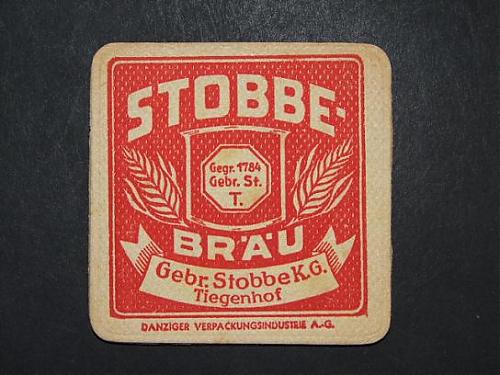 STOBBE-
Gegr. 1784
Gebr. St.
T.
BRÄU
Gebr. Stobbe K.G.
Tiegenhof
DANZIGER VERPACKUNGSINDUSTRIE A.-G.